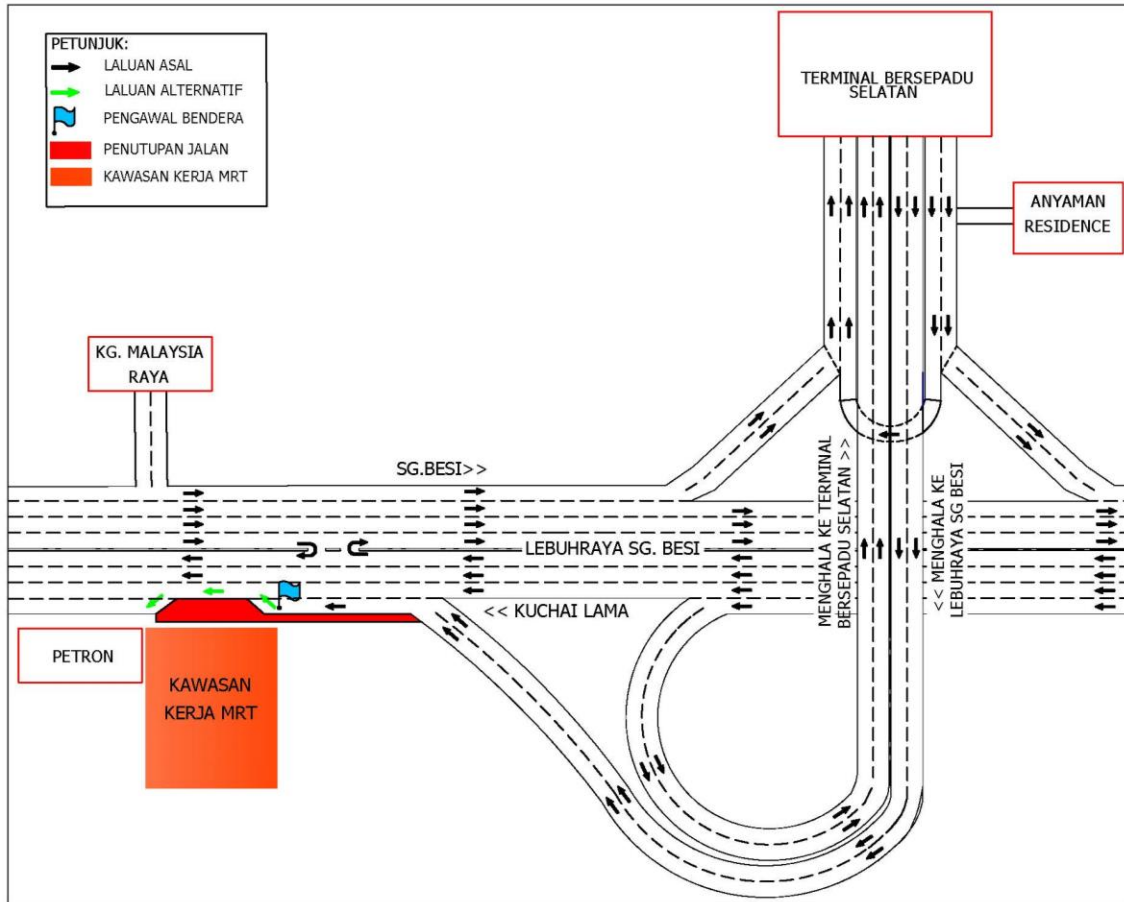 PETUNJUK:
LALUAN ASAL
LALUAN ALTERNATIF
PENGAWAL BENDERA
PENUTUPAN JALAN
KAWASAN KERJA MRT
TERMINAL BERSEPADU
SELATAN
ANYAMAN
RESIDENCE
KG. MALAYSIA
RAYA
SG.BESI>>
LEBUHRAYA SG. BESI
<< KUCHAI LAMA
MENGHALA KE TERMINAL
BERSEPADU SELATAN >>
<< MENGHALA KE
LEBUHRAYA SG BESI
PETRON
KAWASAN
KERJA MRT